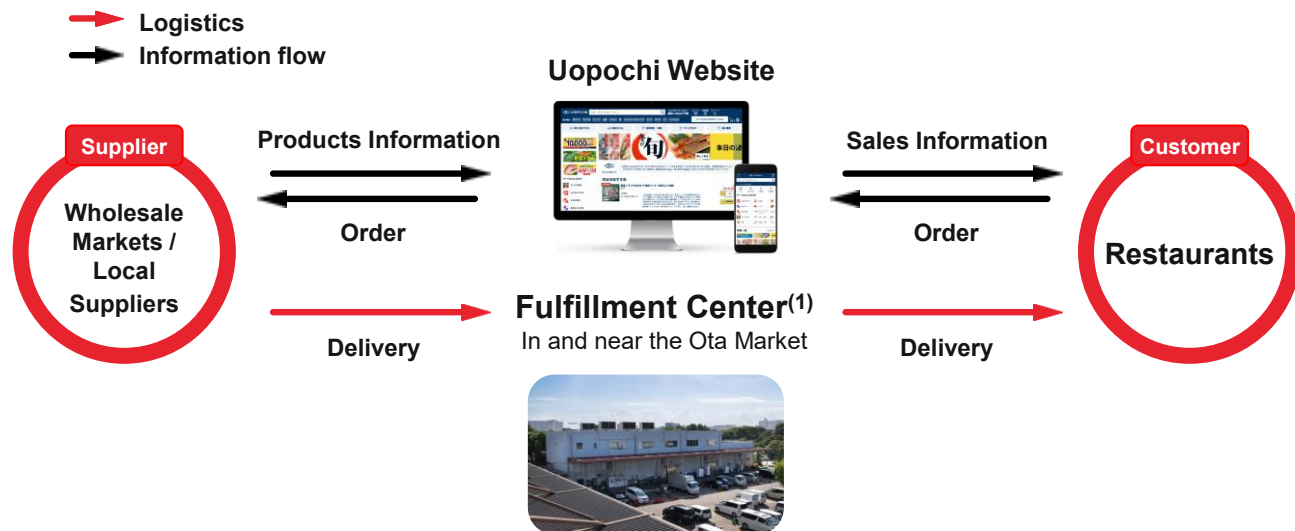 Logistics
Information flow
Uopochi Website
Supplier
Products Information
Sales Information
Customer
Wholesale
Markets /
Local
Suppliers
Order
Order
Restaurants
旬
Fulfillment Center(1)
In and near the Ota Market
Delivery
Delivery